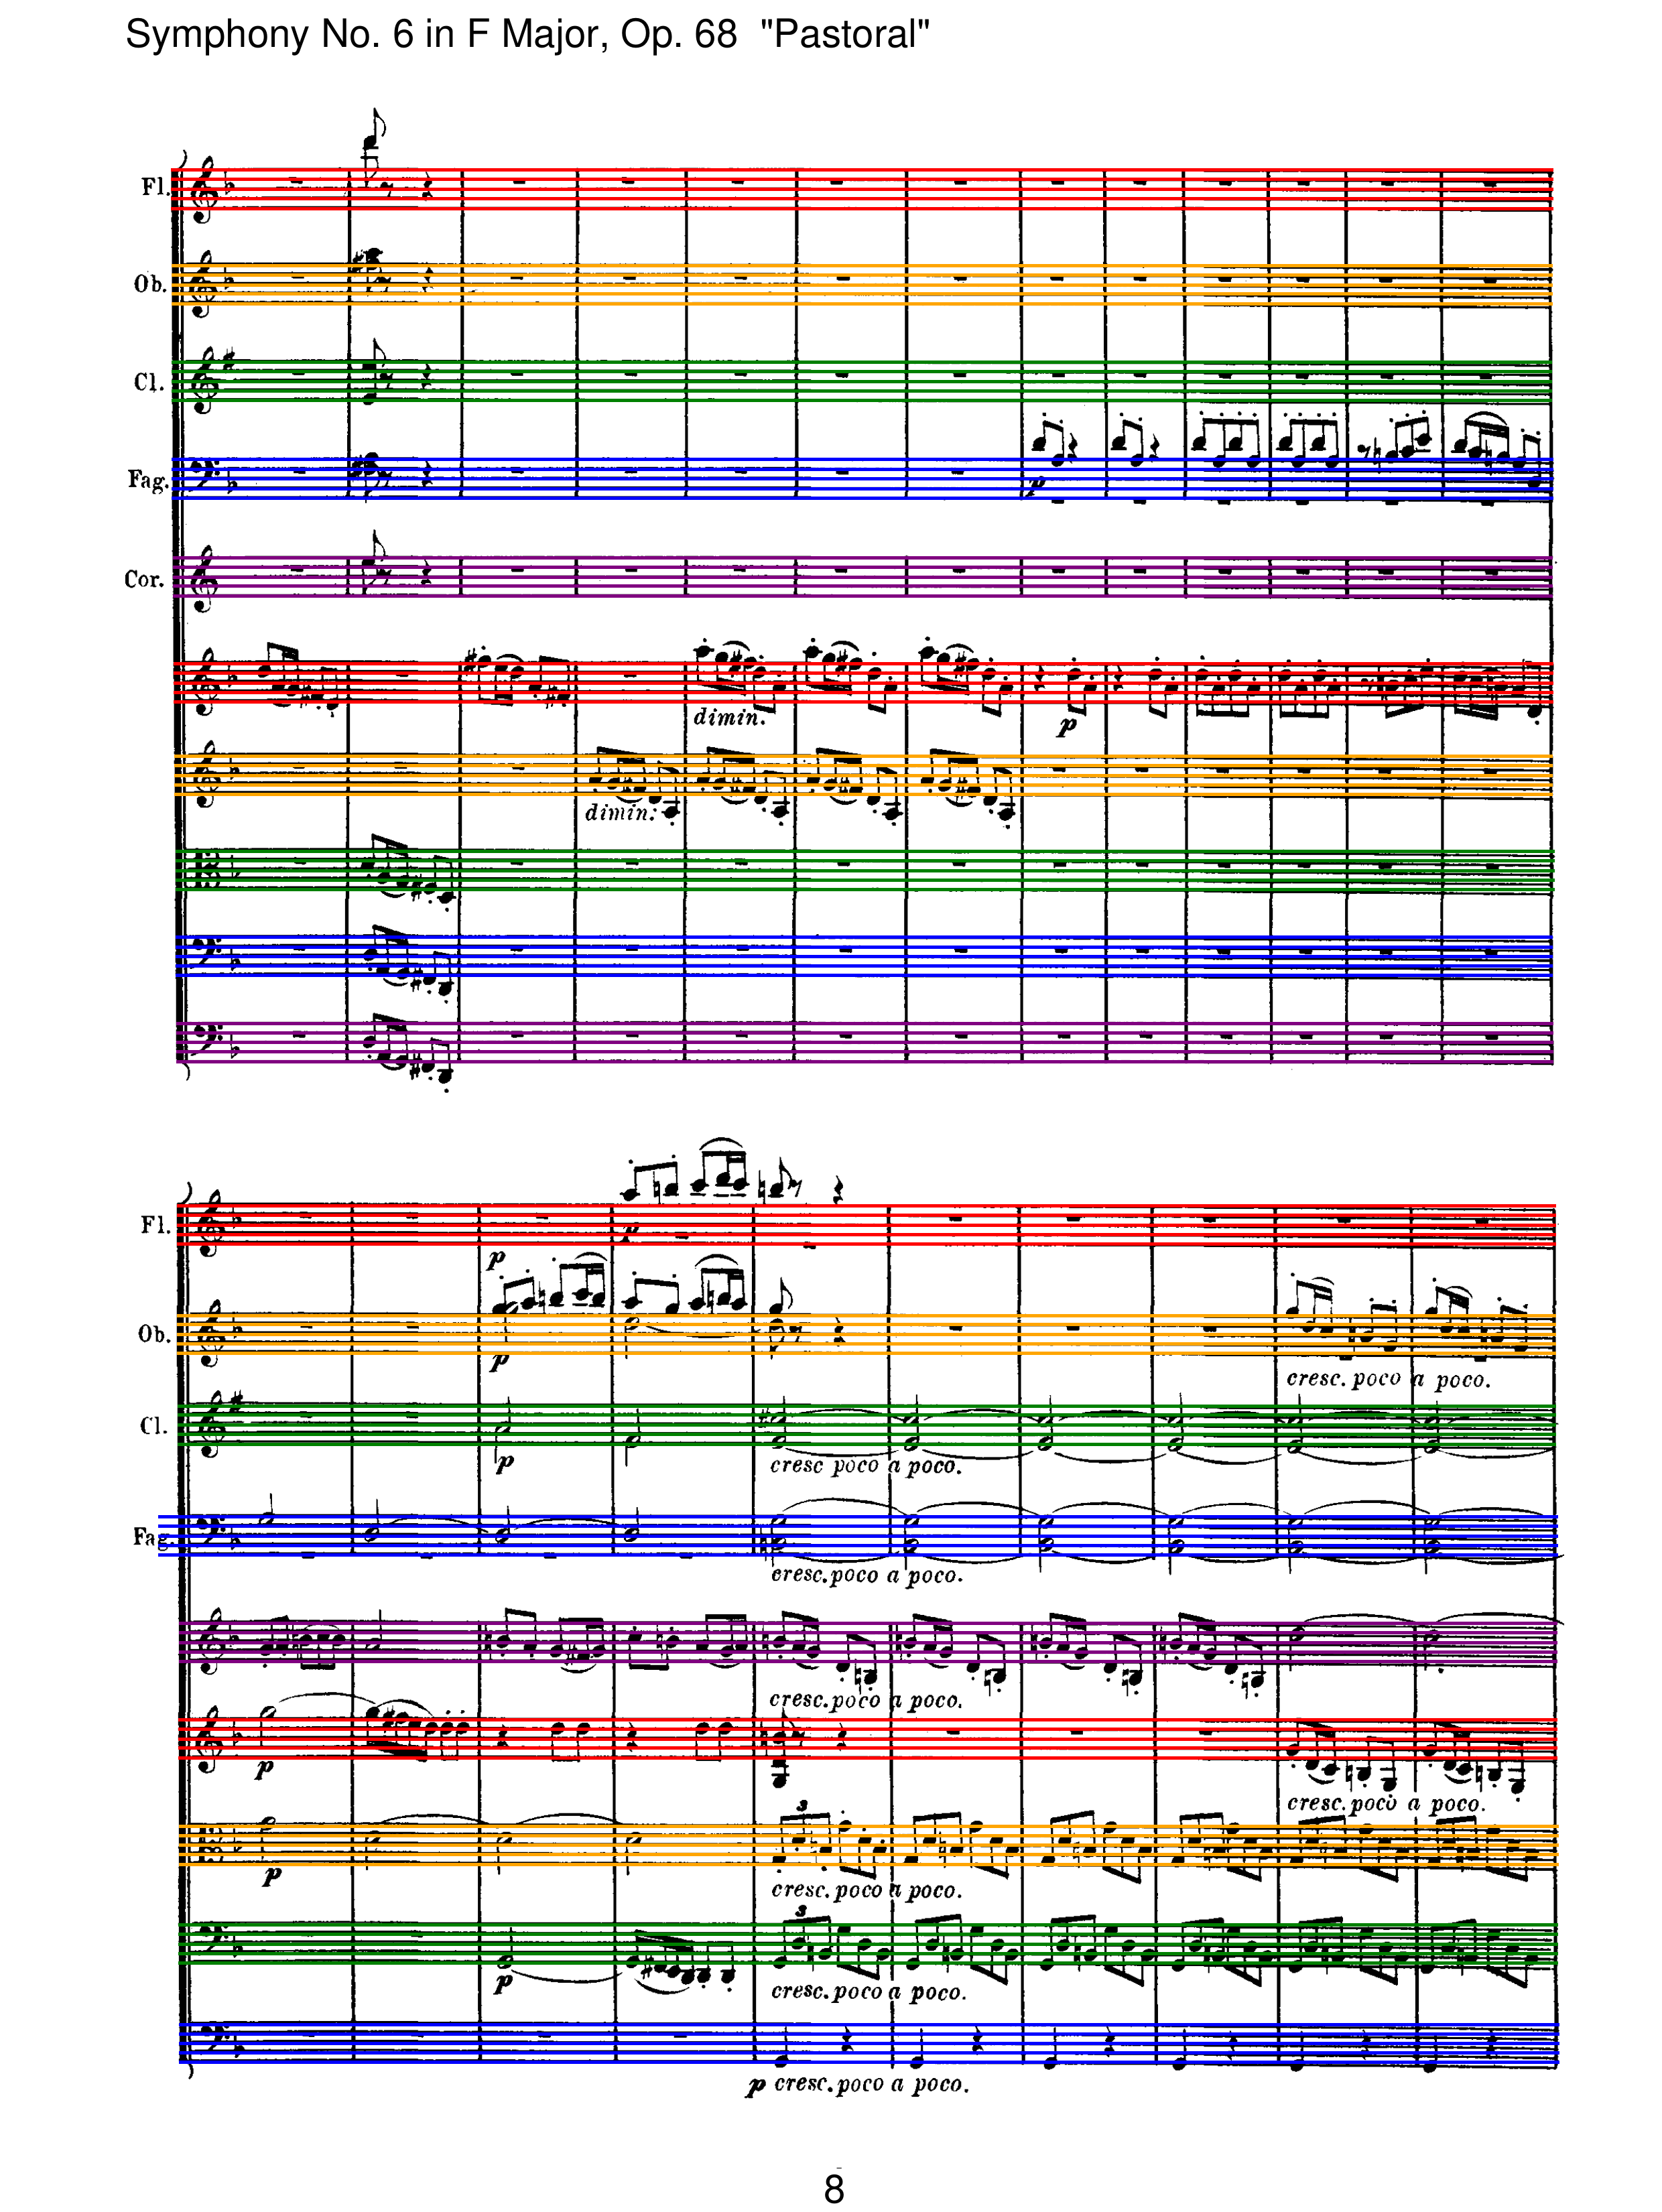 Symphony No. 6 in F Major, Op. 68 "Pastoral"
Fl.
Ob.
Cl.
Fag.
p
Cor.
dimin.
p
dimin.
Fl.
p
p
Ob.
p
cresc. poco a poco.
Cl.
p
cresc poco a poco.
Fag.
cresc. poco a poco.
cresc. poco a poco.
p
cresc. poco a poco.
p
3
cresc. poco a poco.
3
p
cresc. poco a poco.
p cresc. poco a poco.
8